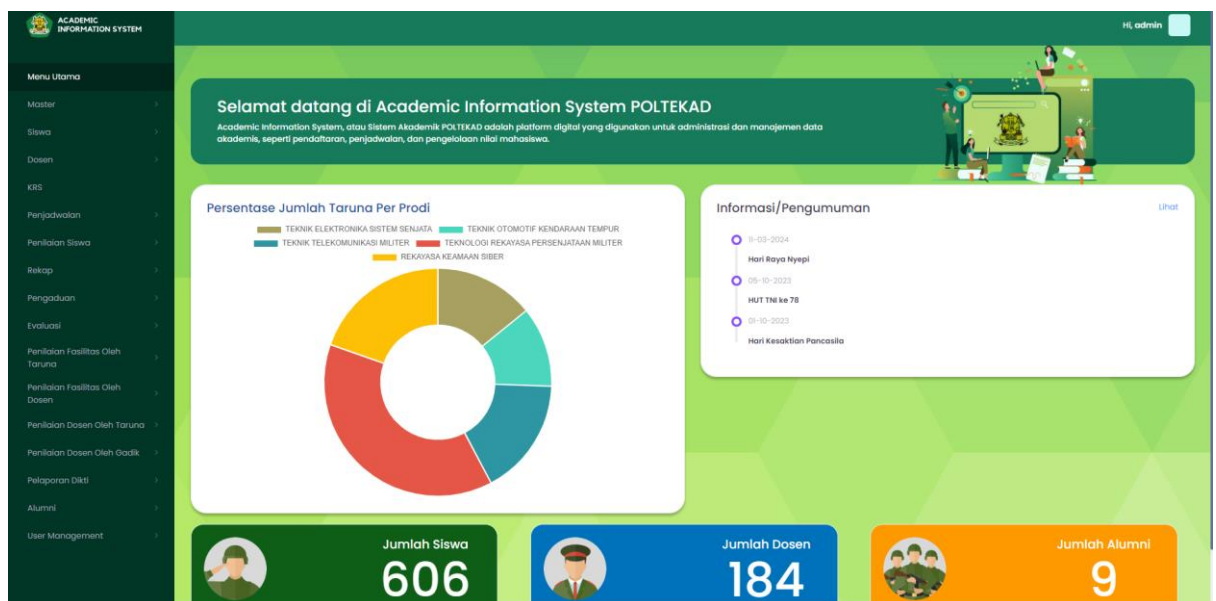 ACADEMIC
INFORMATION SYSTEM
Hi, admin
Menu Utama
Master
Siswa
Dosen
KRS
Penjadwalan
Penilaian Siswa
Rekap
Pengaduan
Evaluasi
Penilaian Fasilitas Oleh
Taruna
Penilaian Fasilitas Oleh
Dosen
Penilaian Dosen Oleh Taruna
Penilaian Dosen Oleh Gadik
Pelaporan Dikti
Alumni
User Management
Selamat datang di Academic Information System POLTEKAD
Academic Information System, atau Sistem Akademik POLTEKAD adalah platform digital yang digunakan untuk administrasi dan manajemen data
akademis, seperti pendaftaran, penjadwalan, dan pengelolaan nilai mahasiswa.
Persentase Jumlah Taruna Per Prodi
TEKNIK ELEKTRONIKA SISTEM SENJATA TEKNIK OTOMOTIF KENDARAAN TEMPUR
TEKNIK TELEKOMUNIKASI MILITER TEKNOLOGI REKAYASA PERSENJATAAN MILITER
REKAYASA KEAMAAN SIBER
Informasi/Pengumuman
Lihat
11-03-2024
Hari Raya Nyepi
05-10-2023
HUT TNI ke 78
01-10-2023
Hari Kesaktian Pancasila
Jumlah Siswa
606
Jumlah Dosen
184
Jumlah Alumni
9